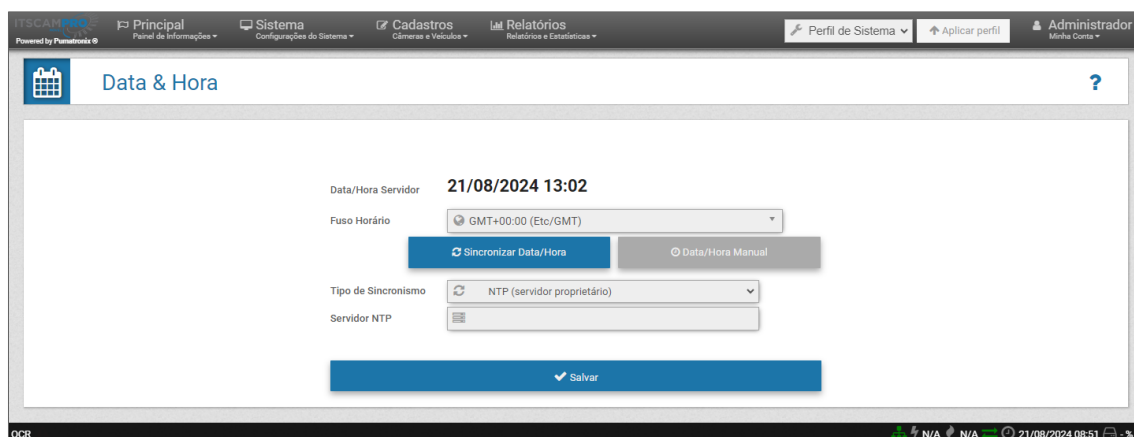 ITSCAMPRO
Powered by Pumatronix ®
Principal
Painel de Informações
Sistema
Configurações do Sistema
Cadastros
Câmeras e Veículos
Relatórios
Relatórios e Estatísticas
Perfil de Sistema
Aplicar perfil
Administrador
Minha Conta
Data & Hora
?
Data/Hora Servidor 21/08/2024 13:02
Fuso Horário GMT+00:00 (Etc/GMT)
Sincronizar Data/Hora Data/Hora Manual
Tipo de Sincronismo NTP (servidor proprietário)
Servidor NTP
Salvar
OCR N/A N/A 21/08/2024 08:51 - %